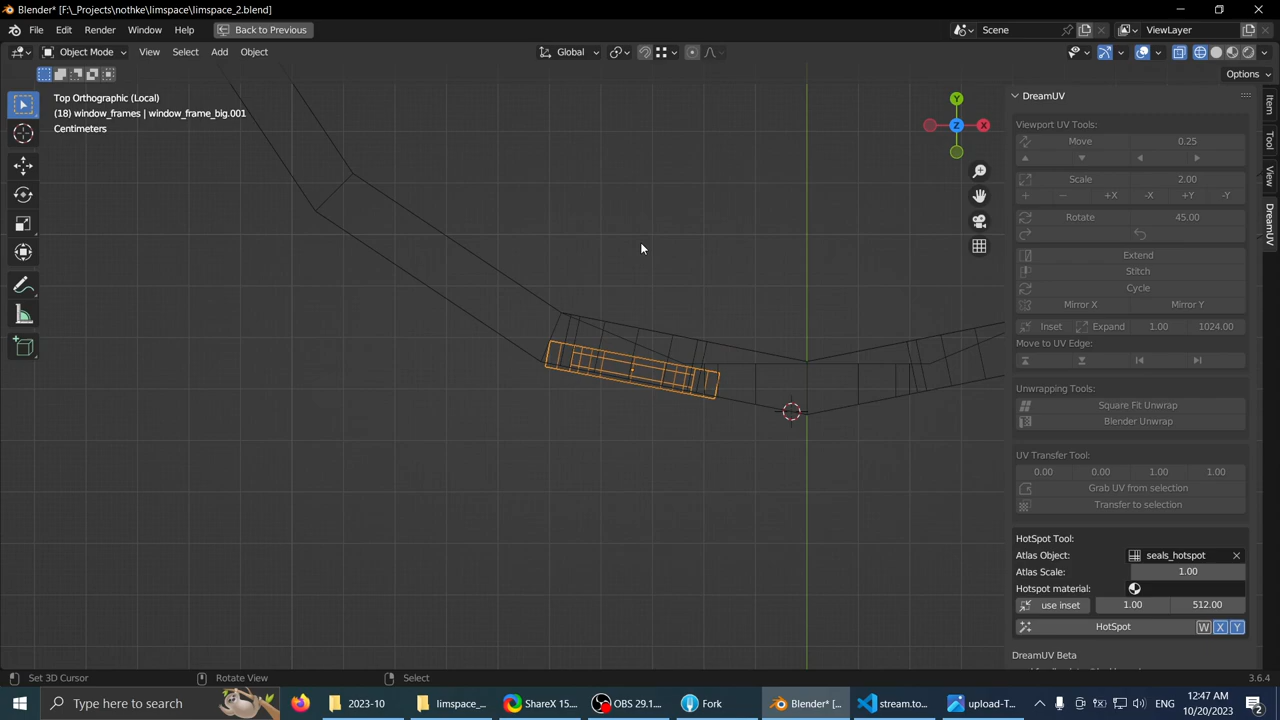 Blender* [F:\_Projects\nothke\limspace\limspace_2.blend]
File Edit Render Window Help Back to Previous Scene ViewLayer
Object Mode View Select Add Object Global
Options
Top Orthographic (Local)
(18) window_frames | window_frame_big.001
Centimeters
Y
X
Z
Item
Tool
View
DreamUV
DreamUV
Viewport UV Tools:
Move 0.25
Scale 2.00
+X -X +Y -Y
Rotate 45.00
Extend
Stitch
Cycle
Mirror X Mirror Y
Inset Expand 1.00 1024.00
Move to UV Edge:
Unwrapping Tools:
Square Fit Unwrap
Blender Unwrap
UV Transfer Tool:
0.00 0.00 1.00 1.00
Grab UV from selection
Transfer to selection
HotSpot Tool:
Atlas Object: seals_hotspot
Atlas Scale: 1.00
Hotspot material:
use inset 1.00 512.00
HotSpot W X Y
DreamUV Beta
Set 3D Cursor Rotate View Select 3.6.4
Type here to search 2023-10 limspace_... ShareX 15.... OBS 29.1.... Fork Blender* [... stream.to... upload-T... ENG 12:47 AM
10/20/2023 2